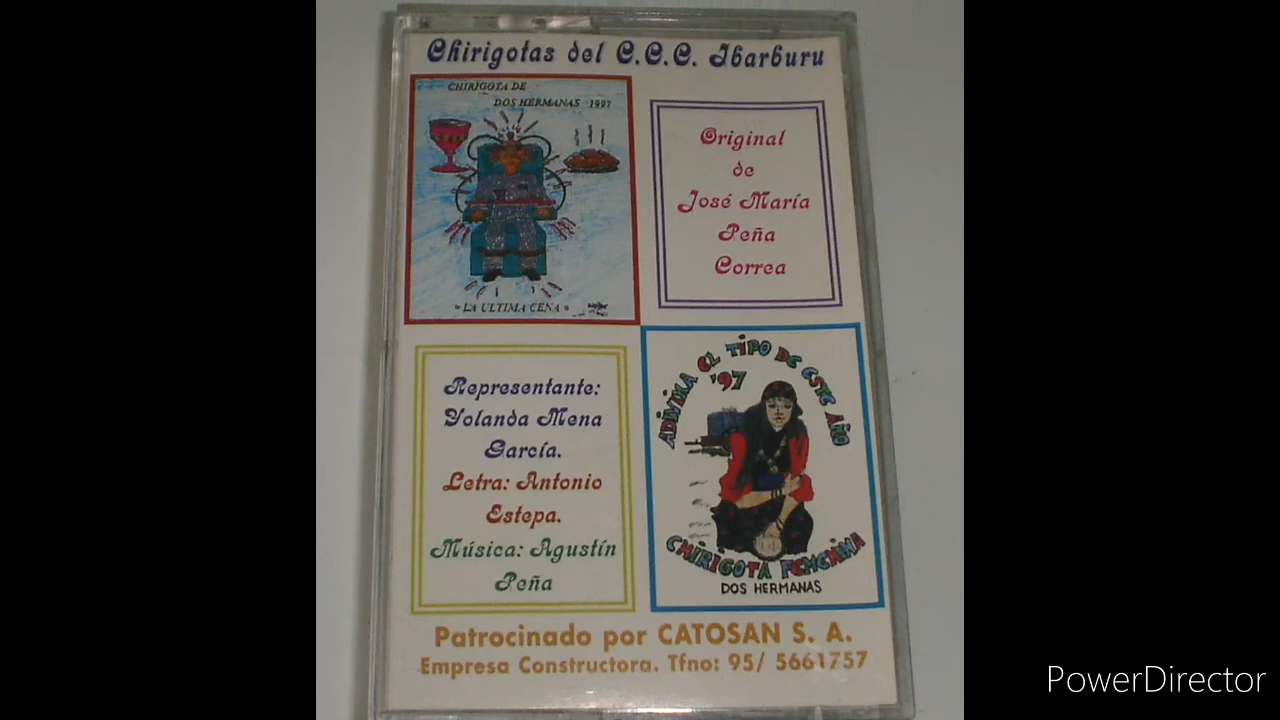 Chirigotas del C.C.C. Ibarburu
CHIRIGOTA DE
DOS HERMANAS - 1997
LA ULTIMA CENA
Original
de
José María
Peña
Correa
Representante:
Yolanda Mena
García.
Letra: Antonio
Estepa.
Música: Agustín
Peña
ADIVINA EL TIPO DE ESTE AÑO
'97
CHIRIGOTA FEMENINA
DOS HERMANAS
Patrocinado por CATOSAN S. A.
Empresa Constructora. Tfno: 95/ 5661757
PowerDirector